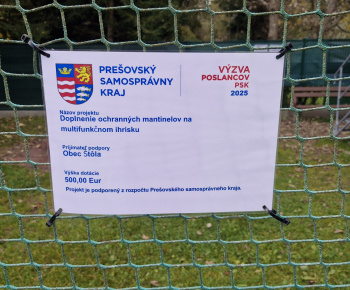 PREŠOVSKÝ
SAMOSPRÁVNY
KRAJ
VÝZVA
POSLANCOV
PSK
2025
Názov projektu
Doplnenie ochranných mantinelov na
multifunkčnom ihrisku
Prijímateľ podpory
Obec Štôla
Výška dotácie
500,00 Eur
Projekt je podporený z rozpočtu Prešovského samosprávneho kraja.